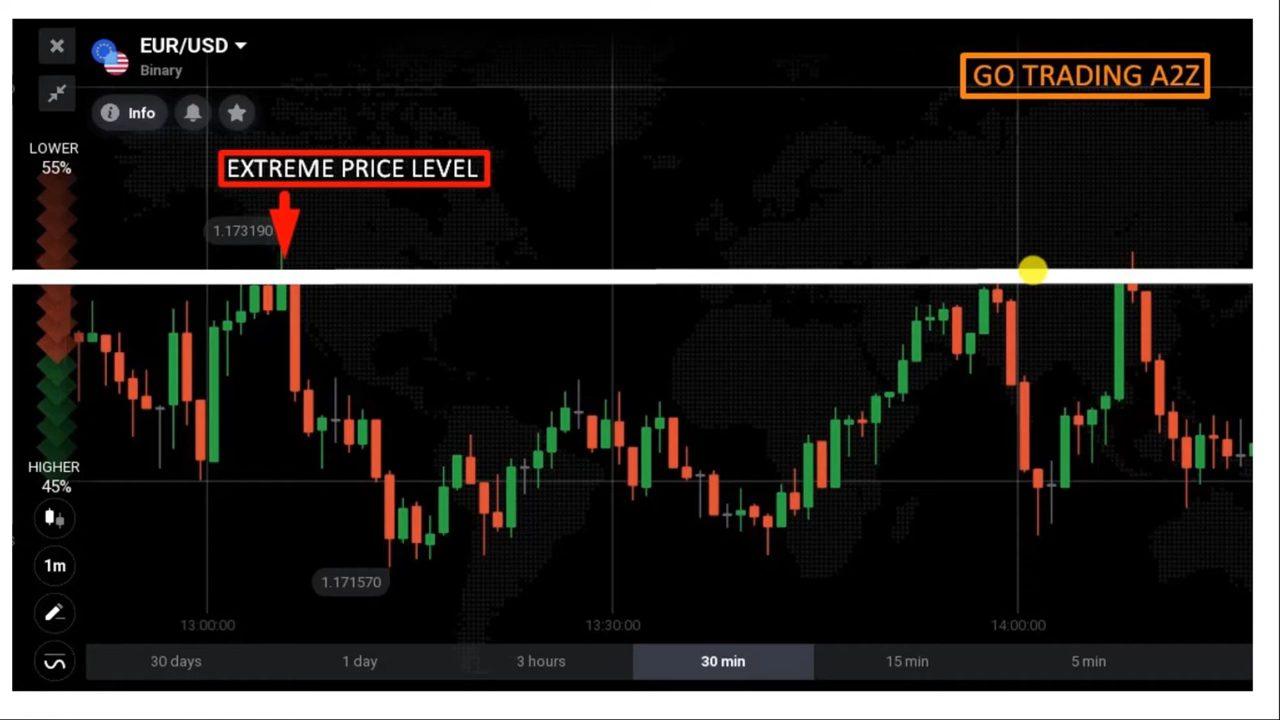 EUR/USD
Binary
GO TRADING A2Z
Info
LOWER
55%
EXTREME PRICE LEVEL
1.173190
HIGHER
45%
1m
1.171570
13:00:00
13:30:00
14:00:00
30 days
1 day
3 hours
30 min
15 min
5 min